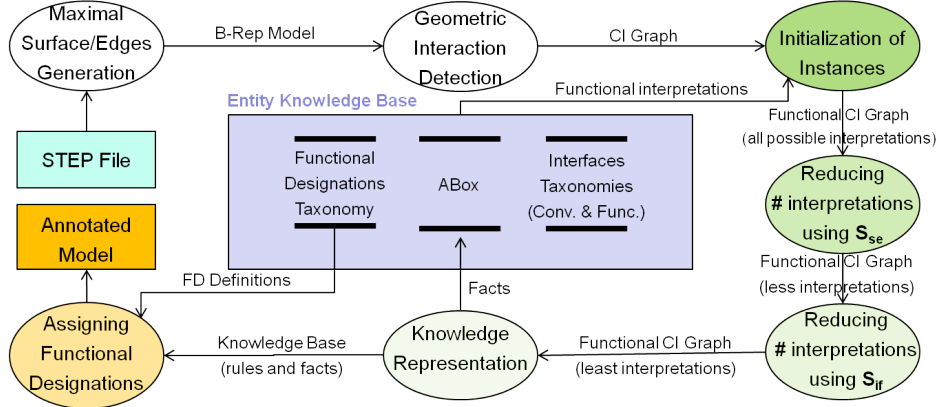 Maximal
Surface/Edges
Generation
B-Rep Model
Geometric
Interaction
Detection
CI Graph
Initialization of
Instances
Functional interpretations
Entity Knowledge Base
Functional
Designations
Taxonomy
ABox
Interfaces
Taxonomies
(Conv. & Func.)
Functional CI Graph
(all possible interpretations)
STEP File
Reducing
# interpretations
using Sse
Annotated
Model
Functional CI Graph
(less interpretations)
FD Definitions
Facts
Assigning
Functional
Designations
Knowledge Base
(rules and facts)
Knowledge
Representation
Functional CI Graph
(least interpretations)
Reducing
# interpretations
using Sif